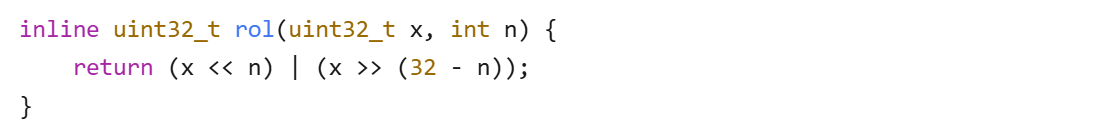 inline uint32_t rol(uint32_t x, int n) {
    return (x << n) | (x >> (32 - n));
}